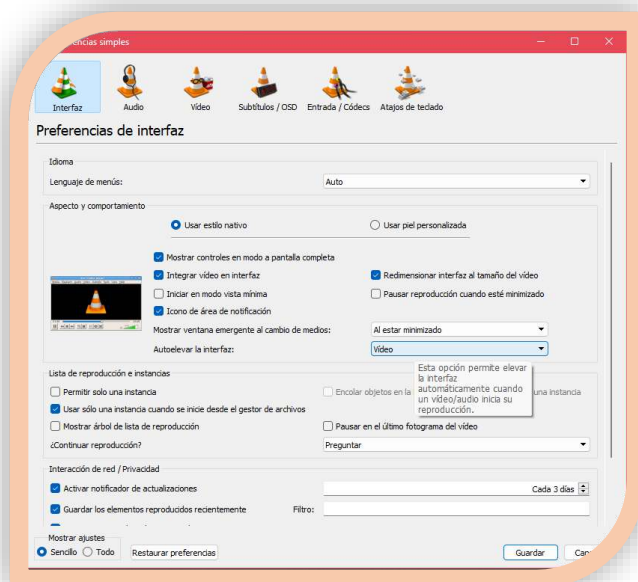 encias simples
Interfaz
Audio
Vídeo
Subtítulos / OSD
Entrada / Códecs
Atajos de teclado
Preferencias de interfaz
Idioma
Lenguaje de menús:
Auto
Aspecto y comportamiento
Usar estilo nativo
Usar piel personalizada
Mostrar controles en modo a pantalla completa
Integrar vídeo en interfaz
Redimensionar interfaz al tamaño del vídeo
Iniciar en modo vista mínima
Pausar reproducción cuando esté minimizado
Icono de área de notificación
Mostrar ventana emergente al cambio de medios:
Al estar minimizado
Autoelevar la interfaz:
Vídeo
Esta opción permite elevar
la interfaz
automáticamente cuando
un vídeo/audio inicia su
reproducción.
Lista de reproducción e instancias
Permitir solo una instancia
Encolar objetos en la
una instancia
Usar sólo una instancia cuando se inicie desde el gestor de archivos
Mostrar árbol de lista de reproducción
Pausar en el último fotograma del vídeo
¿Continuar reproducción?
Preguntar
Interacción de red / Privacidad
Activar notificador de actualizaciones
Cada 3 días
Guardar los elementos reproducidos recientemente
Filtro:
Mostrar ajustes
Sencillo
Todo
Restaurar preferencias
Guardar
Can